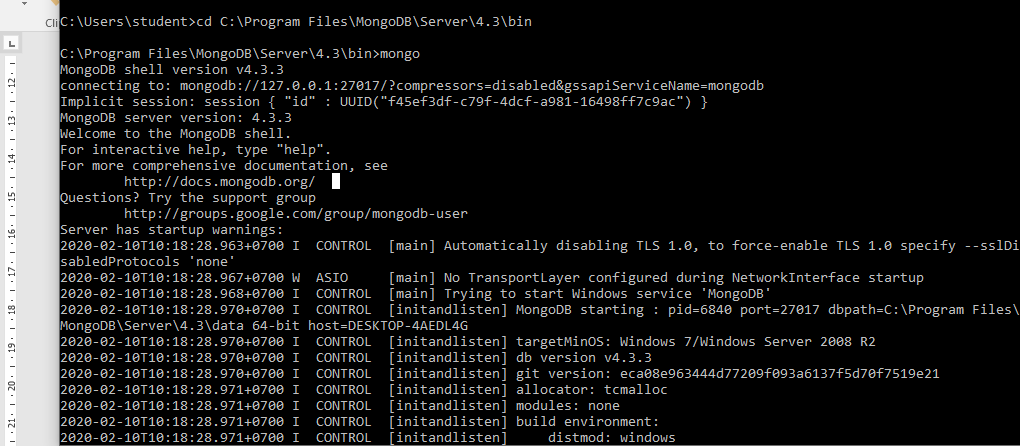 Cli
C:\Users\student>cd C:\Program Files\MongoDB\Server\4.3\bin
C:\Program Files\MongoDB\Server\4.3\bin>mongo
MongoDB shell version v4.3.3
connecting to: mongodb://127.0.0.1:27017/?compressors=disabled&gssapiServiceName=mongodb
Implicit session: session { "id" : UUID("f45ef3df-c79f-4dcf-a981-16498ff7c9ac") }
MongoDB server version: 4.3.3
Welcome to the MongoDB shell.
For interactive help, type "help".
For more comprehensive documentation, see
http://docs.mongodb.org/
Questions? Try the support group
http://groups.google.com/group/mongodb-user
Server has startup warnings:
2020-02-10T10:18:28.963+0700 I  CONTROL  [main] Automatically disabling TLS 1.0, to force-enable TLS 1.0 specify --sslDi
sabledProtocols 'none'
2020-02-10T10:18:28.967+0700 W  ASIO     [main] No TransportLayer configured during NetworkInterface startup
2020-02-10T10:18:28.968+0700 I  CONTROL  [main] Trying to start Windows service 'MongoDB'
2020-02-10T10:18:28.970+0700 I  CONTROL  [initandlisten] MongoDB starting : pid=6840 port=27017 dbpath=C:\Program Files\
MongoDB\Server\4.3\data 64-bit host=DESKTOP-4AEDL4G
2020-02-10T10:18:28.970+0700 I  CONTROL  [initandlisten] targetMinOS: Windows 7/Windows Server 2008 R2
2020-02-10T10:18:28.970+0700 I  CONTROL  [initandlisten] db version v4.3.3
2020-02-10T10:18:28.970+0700 I  CONTROL  [initandlisten] git version: eca08e963444d77209f093a6137f5d70f7519e21
2020-02-10T10:18:28.971+0700 I  CONTROL  [initandlisten] allocator: tcmalloc
2020-02-10T10:18:28.971+0700 I  CONTROL  [initandlisten] modules: none
2020-02-10T10:18:28.971+0700 I  CONTROL  [initandlisten] build environment:
2020-02-10T10:18:28.971+0700 I  CONTROL  [initandlisten]     distmod: windows
12
13
14
15
16
17
18
19
20
21